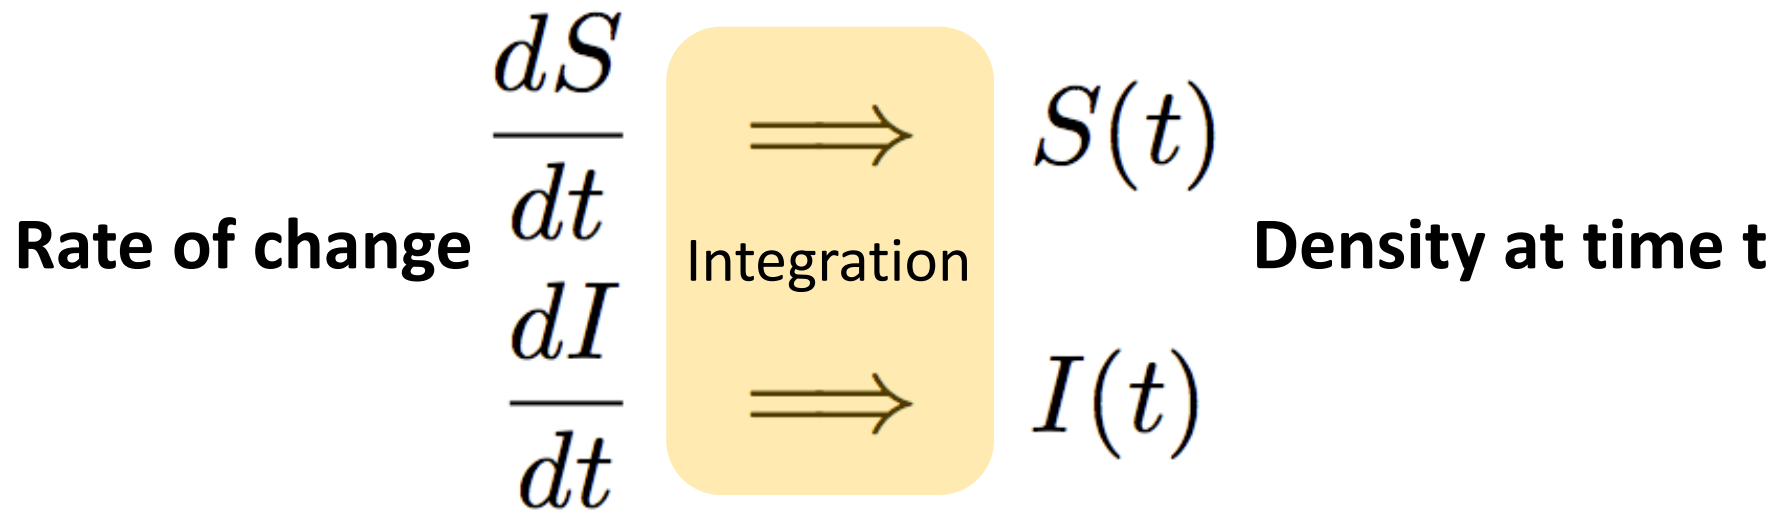 Rate of change
dS
dt
⟹
S(t)
Integration
dI
dt
⟹
I(t)
Density at time t